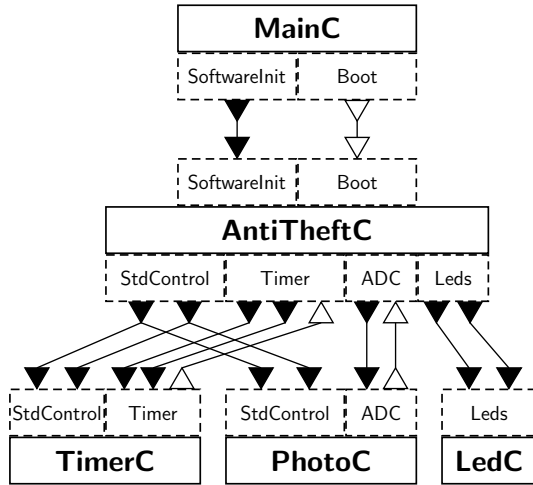 MainC
SoftwareInit Boot
SoftwareInit Boot
AntiTheftC
StdControl Timer ADC Leds
StdControl Timer StdControl ADC Leds
TimerC PhotoC LedC